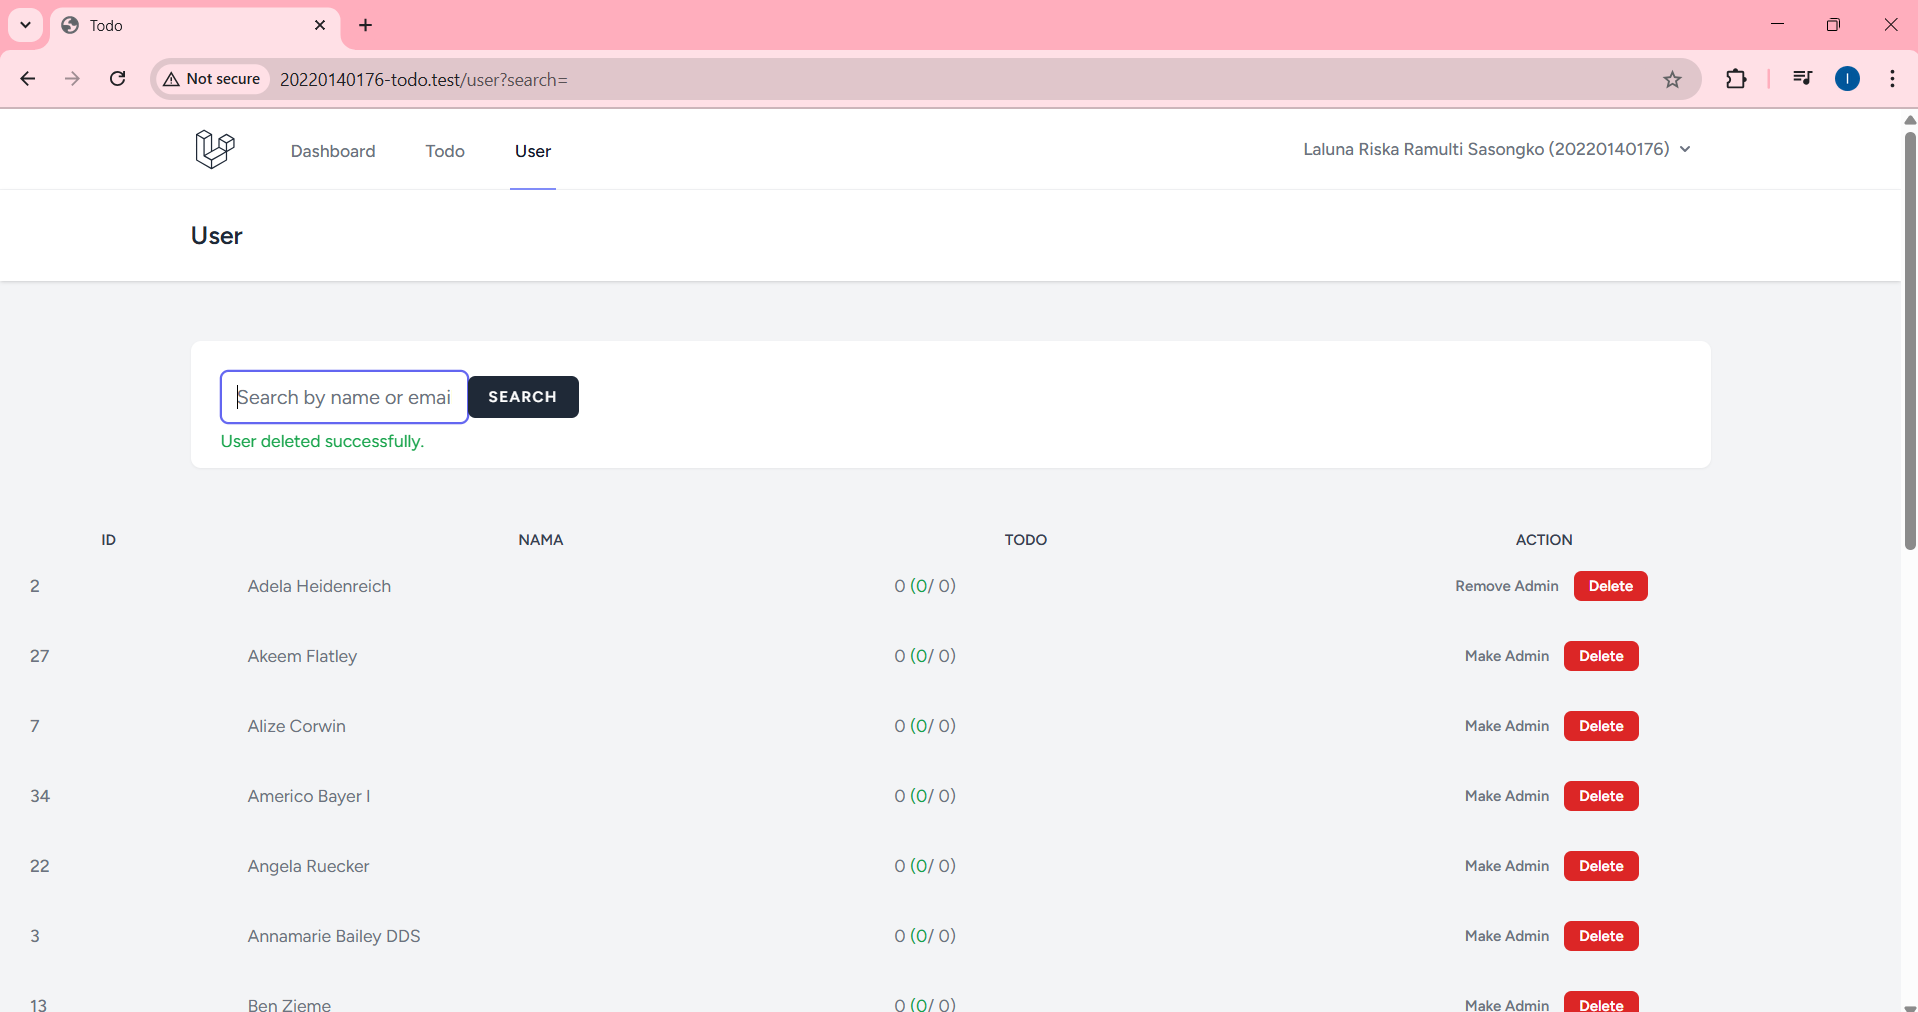 Todo
Not secure
20220140176-todo.test/user?search=
I
Dashboard
Todo
User
Laluna Riska Ramulti Sasongko (20220140176)
User
Search by name or emai
SEARCH
User deleted successfully.
ID NAMA TODO ACTION
2 Adela Heidenreich 0 (0/ 0) Remove Admin Delete
27 Akeem Flatley 0 (0/ 0) Make Admin Delete
7 Alize Corwin 0 (0/ 0) Make Admin Delete
34 Americo Bayer I 0 (0/ 0) Make Admin Delete
22 Angela Ruecker 0 (0/ 0) Make Admin Delete
3 Annamarie Bailey DDS 0 (0/ 0) Make Admin Delete
13 Ben Zieme 0 (0/ 0) Make Admin Delete